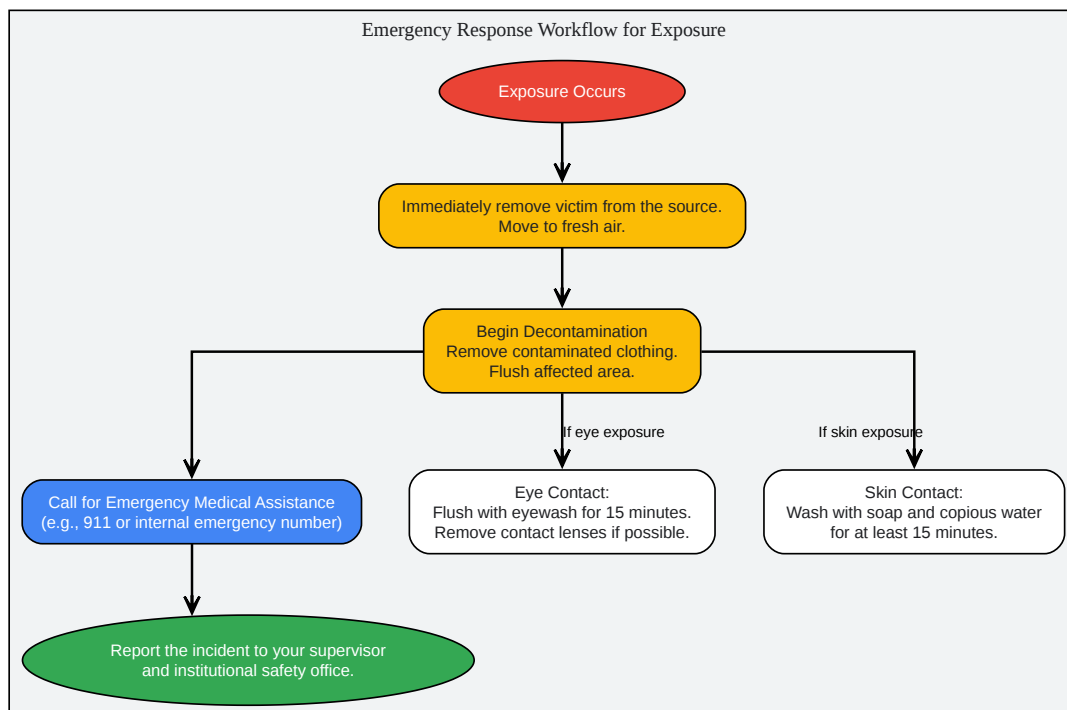 Emergency Response Workflow for Exposure
Exposure Occurs
Immediately remove victim from the source.
Move to fresh air.
Begin Decontamination
Remove contaminated clothing.
Flush affected area.
If eye exposure
If skin exposure
Call for Emergency Medical Assistance
(e.g., 911 or internal emergency number)
Eye Contact:
Flush with eyewash for 15 minutes.
Remove contact lenses if possible.
Skin Contact:
Wash with soap and copious water
for at least 15 minutes.
Report the incident to your supervisor
and institutional safety office.